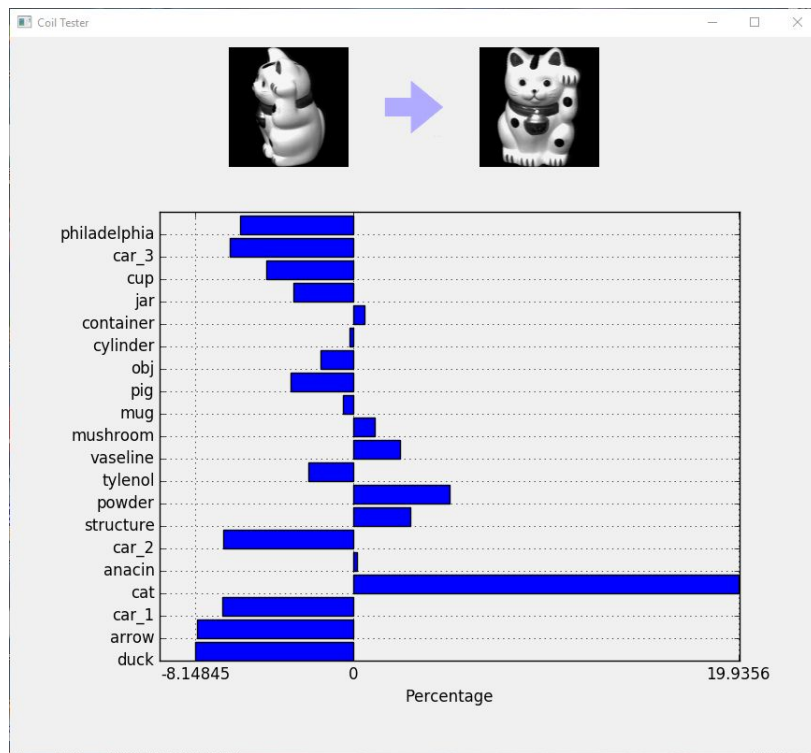 Coil Tester
philadelphia
car_3
cup
jar
container
cylinder
obj
pig
mug
mushroom
vaseline
tylenol
powder
structure
car_2
anacin
cat
car_1
arrow
duck
-8.14845 0 19.9356
Percentage